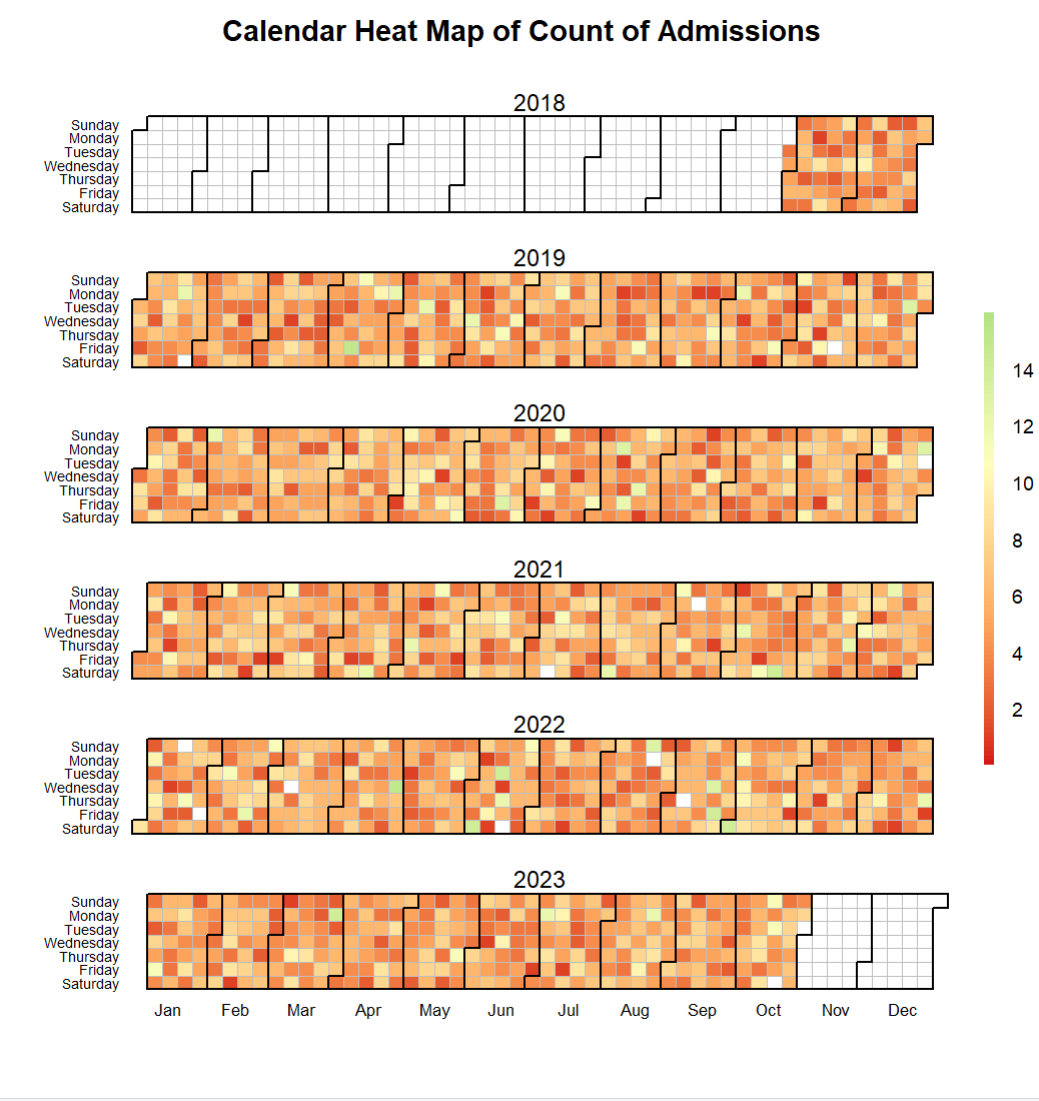 Calendar Heat Map of Count of Admissions
2018
Sunday
Monday
Tuesday
Wednesday
Thursday
Friday
Saturday
2019
Sunday
Monday
Tuesday
Wednesday
Thursday
Friday
Saturday
2020
Sunday
Monday
Tuesday
Wednesday
Thursday
Friday
Saturday
2021
Sunday
Monday
Tuesday
Wednesday
Thursday
Friday
Saturday
2022
Sunday
Monday
Tuesday
Wednesday
Thursday
Friday
Saturday
2023
Sunday
Monday
Tuesday
Wednesday
Thursday
Friday
Saturday
Jan Feb Mar Apr May Jun Jul Aug Sep Oct Nov Dec
14
12
10
8
6
4
2